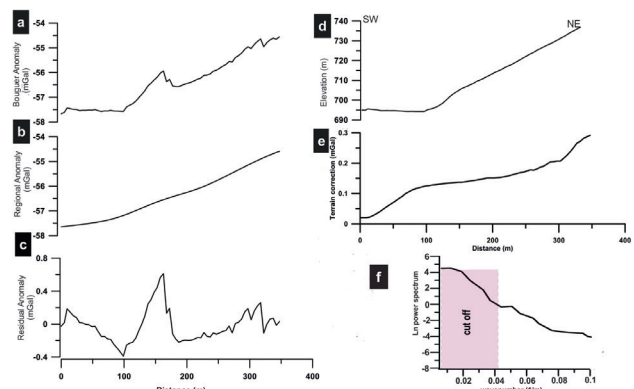 a
-54
-55
-56
-57
-58
Bouguer Anomaly
(mGal)
b
-54
-55
-56
-57
-58
Regional Anomaly
(mGal)
c
0.8
0.4
0
-0.4
Residual Anomaly
(mGal)
0 100 200 300 400
d
SW
NE
740
730
720
710
700
690
Elevation (m)
e
0.3
0.2
0.1
0
Terrain correction (mGal)
0 100 200 300 400
Distance (m)
f
6
4
2
0
-2
-4
-6
-8
Ln power spectrum
cut off
0.02 0.04 0.06 0.08 0.1